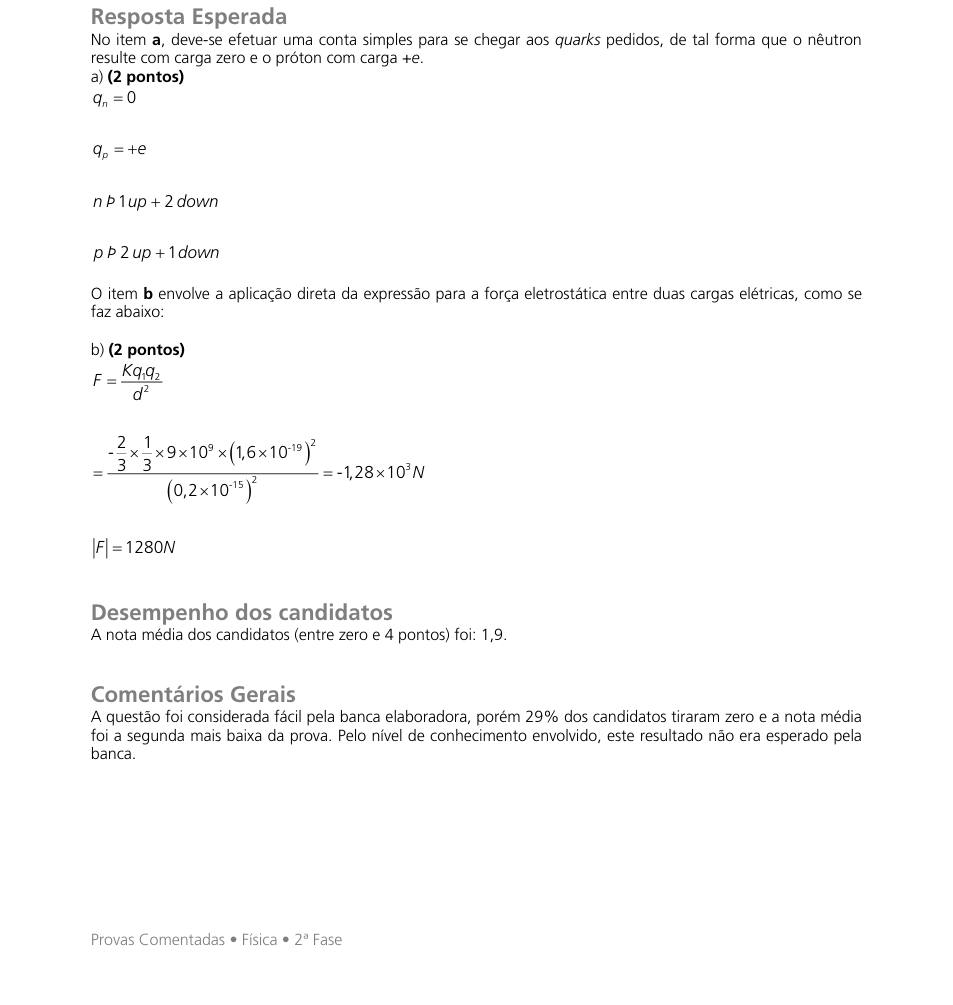 Resposta Esperada
No item a, deve-se efetuar uma conta simples para se chegar aos quarks pedidos, de tal forma que o nêutron
resulte com carga zero e o próton com carga +e.
a) (2 pontos)
qₙ = 0
qₚ = +e
n Þ 1up + 2 down
p Þ 2 up + 1down
O item b envolve a aplicação direta da expressão para a força eletrostática entre duas cargas elétricas, como se
faz abaixo:
b) (2 pontos)
F = Kq₁q₂ / d²
= -2/3 × 1/3 × 9×10⁹ × (1,6×10⁻¹⁹)² / (0,2×10⁻¹⁵)² = -1,28×10³N
|F| = 1280N
Desempenho dos candidatos
A nota média dos candidatos (entre zero e 4 pontos) foi: 1,9.
Comentários Gerais
A questão foi considerada fácil pela banca elaboradora, porém 29% dos candidatos tiraram zero e a nota média
foi a segunda mais baixa da prova. Pelo nível de conhecimento envolvido, este resultado não era esperado pela
banca.
Provas Comentadas • Física • 2ª Fase